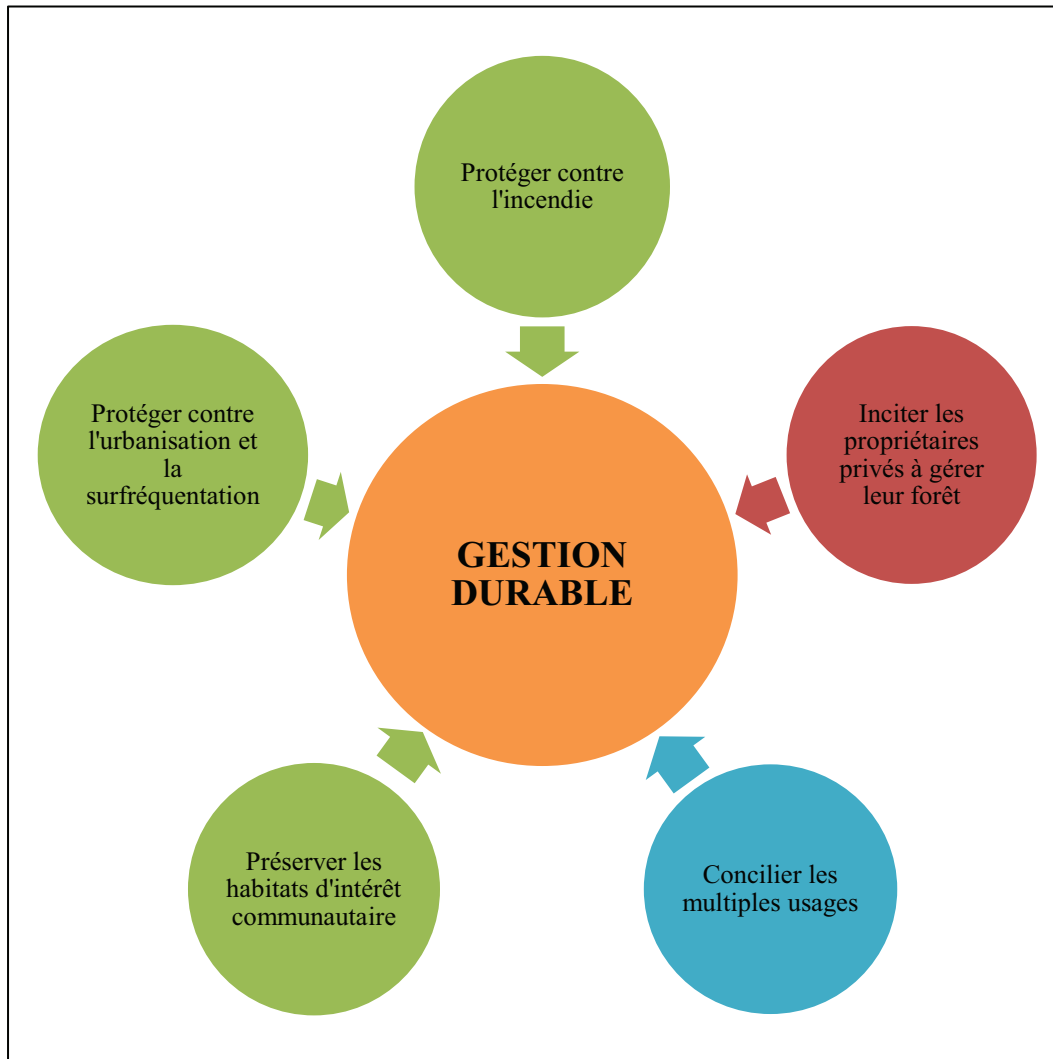 Protéger contre
l'incendie
Inciter les
propriétaires
privés à gérer
leur forêt
Concilier les
multiples usages
Préserver les
habitats d'intérêt
communautaire
Protéger contre
l'urbanisation et
la
surfréquentation
GESTION
DURABLE